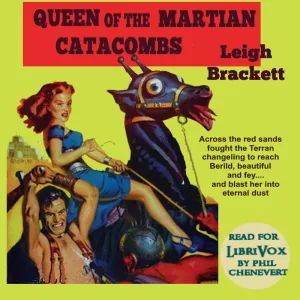 QUEEN OF THE MARTIAN
CATACOMBS
Leigh
Brackett
Across the red sands
fought the Terran
changeling to reach
Berild, beautiful
and fey....
and blast her into
eternal dust
READ FOR
LIBRIVOX
BY PHIL
CHENEVERT